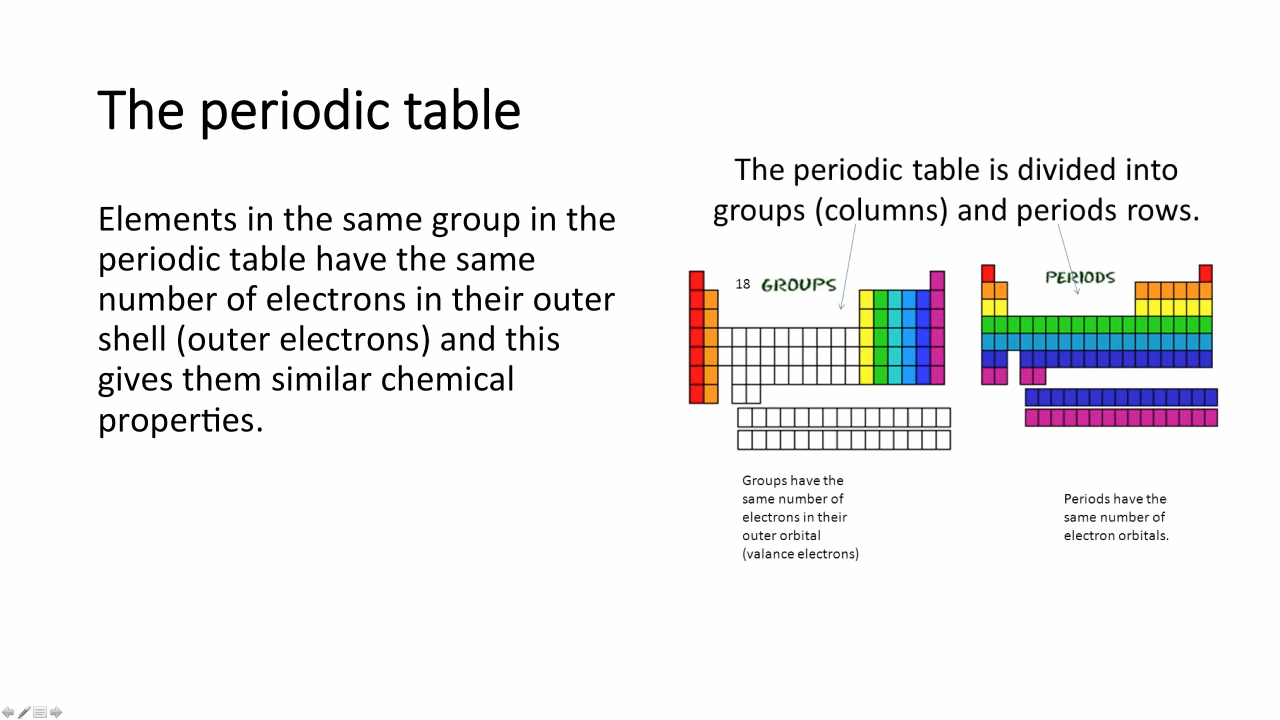 The periodic table
Elements in the same group in the
periodic table have the same
number of electrons in their outer
shell (outer electrons) and this
gives them similar chemical
properties.
The periodic table is divided into
groups (columns) and periods rows.
18 GROUPS
PERIODS
Groups have the
same number of
electrons in their
outer orbital
(valance electrons)
Periods have the
same number of
electron orbitals.